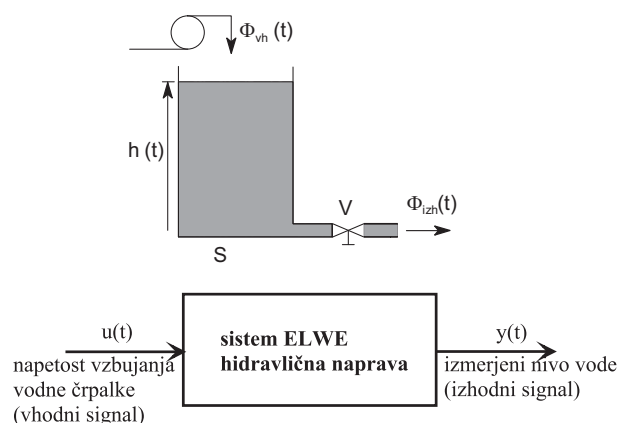 Φvh (t)
h (t)
V
Φizh(t)
S
u(t)
napetost vzbujanja
vodne črpalke
(vhodni signal)
sistem ELWE
hidravlična naprava
y(t)
izmerjeni nivo vode
(izhodni signal)